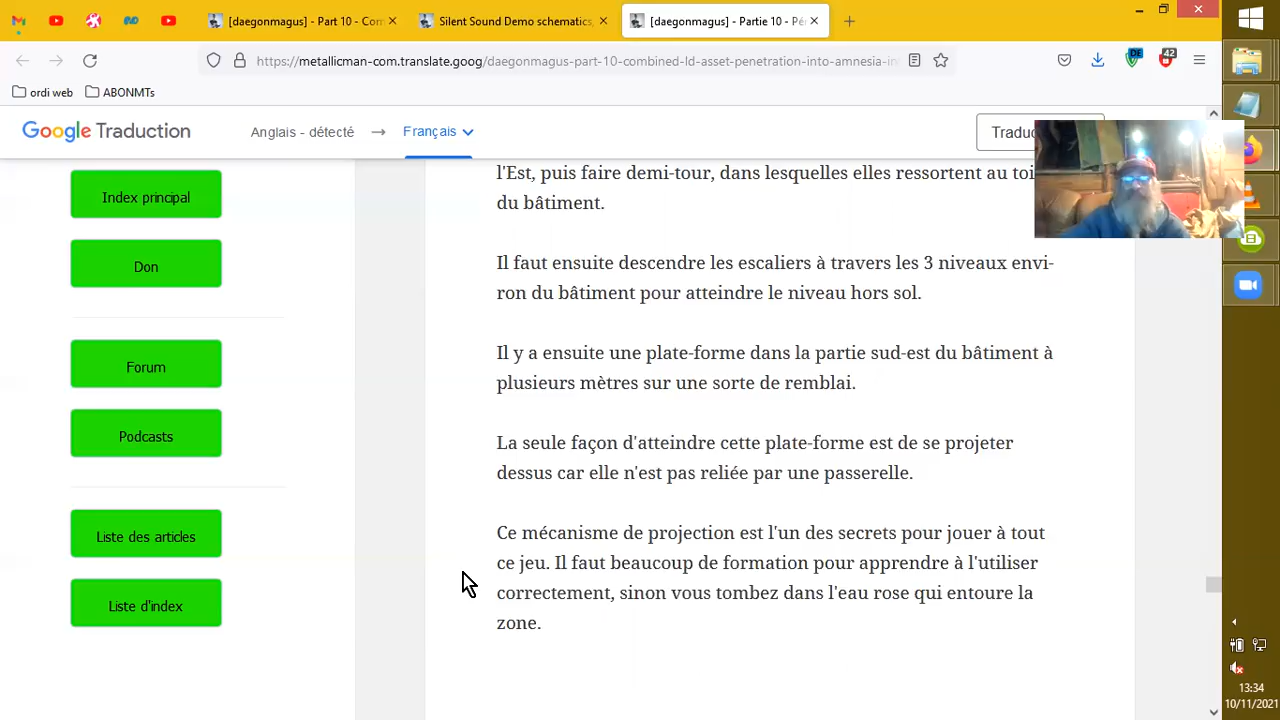 [daegonmagus] - Part 10 - Com
Silent Sound Demo schematics,
[daegonmagus] - Partie 10 - Pé
https://metallicman-com.translate.goog/daegonmagus-part-10-combined-ld-asset-penetration-into-amnesia-in
DE
42
ordi web
ABONMTs
Google Traduction
Anglais - détecté
Français
Traduc
Index principal
Don
Forum
Podcasts
Liste des articles
Liste d'index
l'Est, puis faire demi-tour, dans lesquelles elles ressortent au toi
du bâtiment.
Il faut ensuite descendre les escaliers à travers les 3 niveaux envi-
ron du bâtiment pour atteindre le niveau hors sol.
Il y a ensuite une plate-forme dans la partie sud-est du bâtiment à
plusieurs mètres sur une sorte de remblai.
La seule façon d'atteindre cette plate-forme est de se projeter
dessus car elle n'est pas reliée par une passerelle.
Ce mécanisme de projection est l'un des secrets pour jouer à tout
ce jeu. Il faut beaucoup de formation pour apprendre à l'utiliser
correctement, sinon vous tombez dans l'eau rose qui entoure la
zone.
13:34
10/11/2021